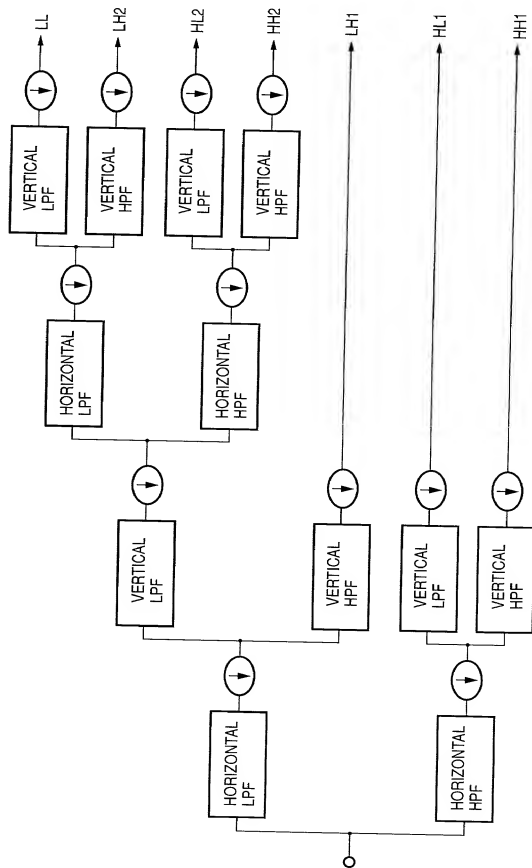 LL
LH2
HL2
HH2
LH1
HL1
HH1
VERTICAL
LPF
VERTICAL
HPF
VERTICAL
LPF
VERTICAL
HPF
HORIZONTAL
LPF
HORIZONTAL
HPF
VERTICAL
LPF
VERTICAL
HPF
VERTICAL
LPF
VERTICAL
HPF
HORIZONTAL
LPF
HORIZONTAL
HPF